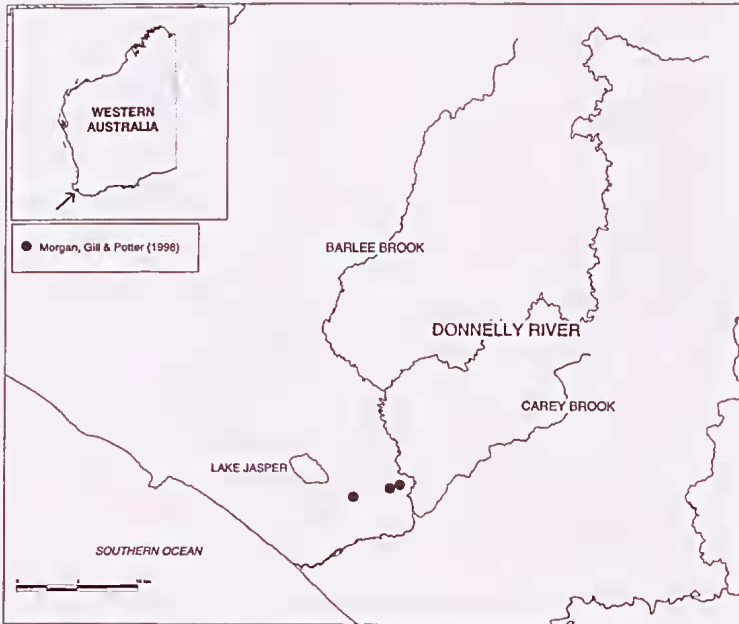 WESTERN
AUSTRALIA
Morgan, Gill & Potter (1998)
BARLEE BROOK
DONNELLY RIVER
CAREY BROOK
LAKE JASPER
SOUTHERN OCEAN